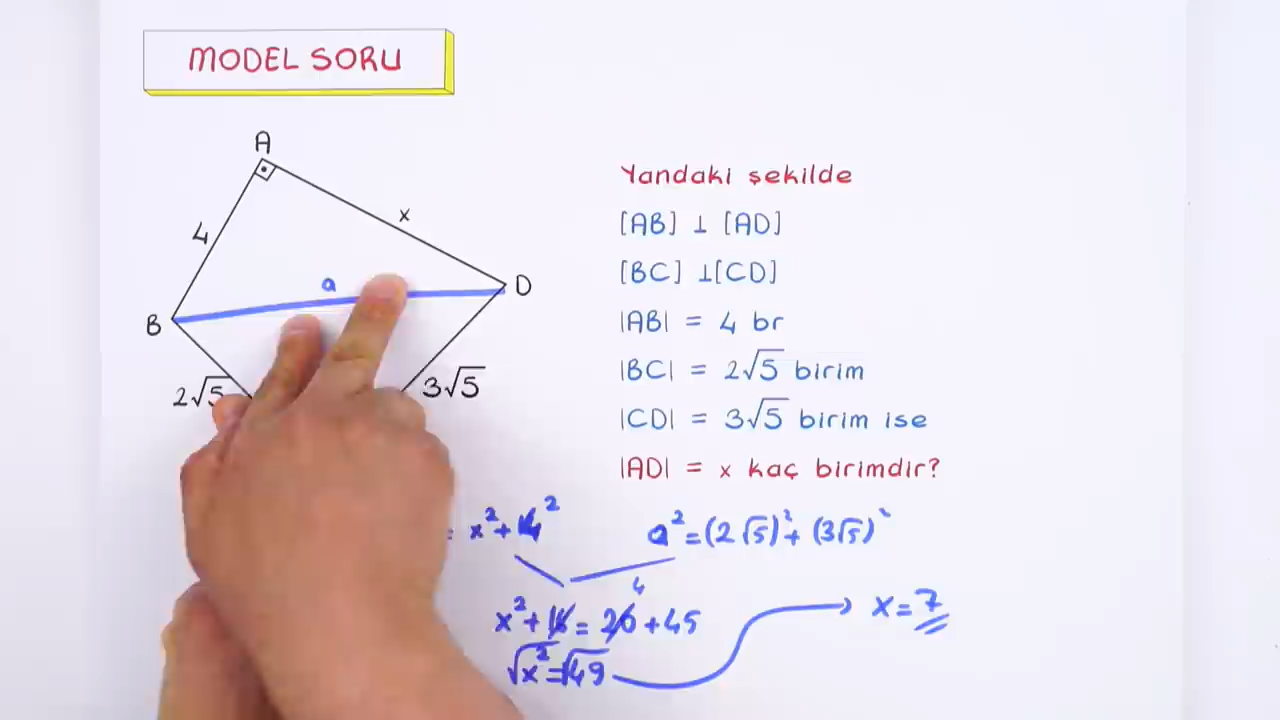 MODEL SORU
A
4
x
a
D
B
2√5
3√5
Yandaki şekilde
[AB] ⊥ [AD]
[BC] ⊥ [CD]
|AB| = 4 br
|BC| = 2√5 birim
|CD| = 3√5 birim ise
|AD| = x kaç birimdir?
= x² + 4²
a² = (2√5)² + (3√5)²
4
x² + 16 = 20 + 45
√x² = √49
x = 7